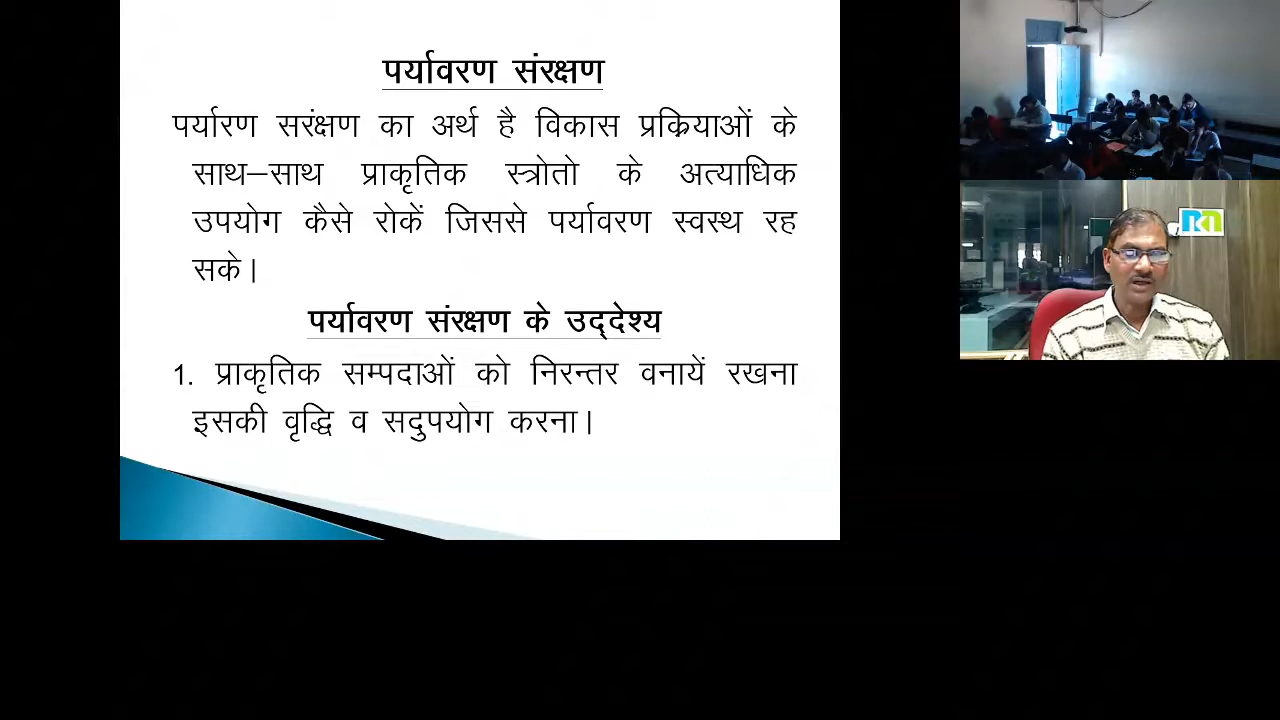 पर्यावरण संरक्षण
पर्यारण सरंक्षण का अर्थ है विकास प्रक्रियाओं के
साथ–साथ प्राकृतिक स्त्रोतो के अत्याधिक
उपयोग कैसे रोकें जिससे पर्यावरण स्वस्थ रह
सके।
पर्यावरण संरक्षण के उद्देश्य
1. प्राकृतिक सम्पदाओं को निरन्तर वनायें रखना
इसकी वृद्धि व सदुपयोग करना।